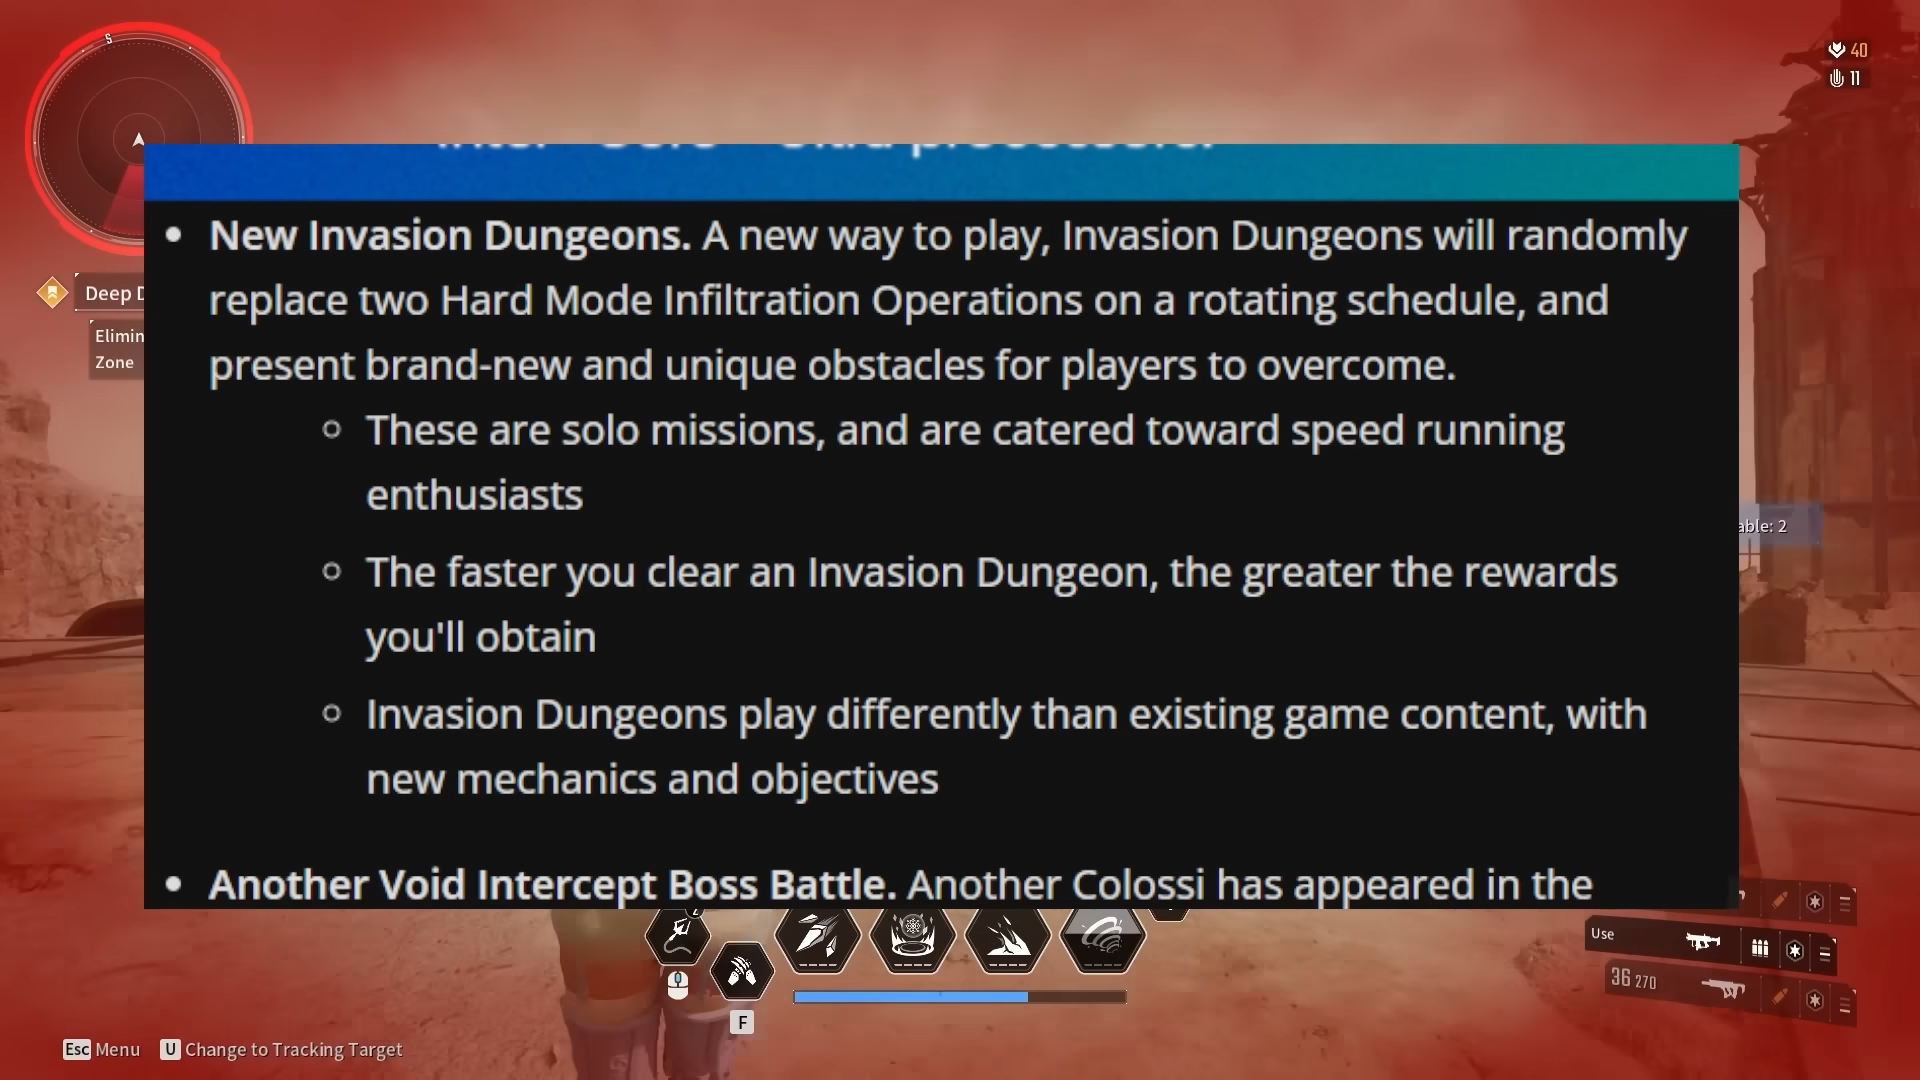 S
40
11
New Invasion Dungeons. A new way to play, Invasion Dungeons will randomly
replace two Hard Mode Infiltration Operations on a rotating schedule, and
present brand-new and unique obstacles for players to overcome.
Deep D
Elimin
Zone
These are solo missions, and are catered toward speed running
enthusiasts
able: 2
The faster you clear an Invasion Dungeon, the greater the rewards
you'll obtain
Invasion Dungeons play differently than existing game content, with
new mechanics and objectives
Another Void Intercept Boss Battle. Another Colossi has appeared in the
Use
36 270
F
Esc Menu U Change to Tracking Target